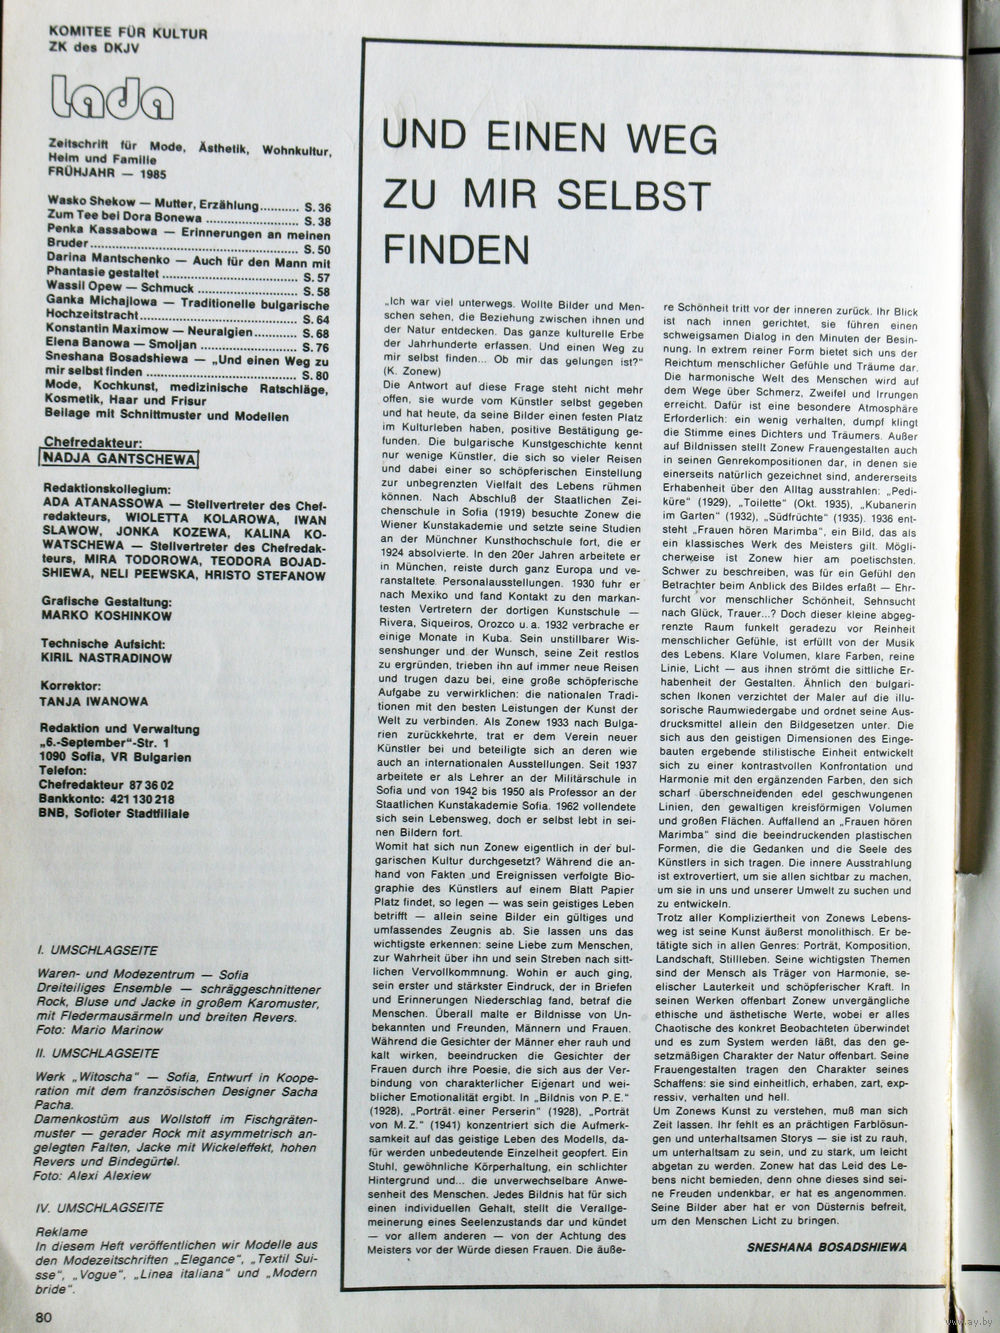 KOMITEE FÜR KULTUR
ZK des DKJV
lada
Zeitschrift für Mode, Ästhetik, Wohnkultur,
Heim und Familie
FRÜHJAHR — 1985
Wasko Shekow — Mutter, Erzählung.......... S. 36
Zum Tee bei Dora Bonewa ........................ S. 38
Penka Kassabowa — Erinnerungen an meinen
Bruder...................................................... S. 50
Darina Mantschenko — Auch für den Mann mit
Phantasie gestaltet ................................... S. 57
Wassil Opew — Schmuck ........................... S. 58
Ganka Michajlowa — Traditionelle bulgarische
Hochzeitstracht......................................... S. 64
Konstantin Maximow — Neuralgien........... S. 68
Elena Banowa — Smoljan .......................... S. 76
Sneshana Bosadshiewa — „Und einen Weg zu
mir selbst finden ....................................... S. 80
Mode, Kochkunst, medizinische Ratschläge,
Kosmetik, Haar und Frisur
Beilage mit Schnittmuster und Modellen
Chefredakteur:
NADJA GANTSCHEWA
Redaktionskollegium:
ADA ATANASSOWA — Stellvertreter des Chef-
redakteurs, WIOLETTA KOLAROWA, IWAN
SLAWOW, JONKA KOZEWA, KALINA KO-
WATSCHEWA — Stellvertreter des Chefredak-
teurs, MIRA TODOROWA, TEODORA BOJAD-
SHIEWA, NELI PEEWSKA, HRISTO STEFANOW
Grafische Gestaltung:
MARKO KOSHINKOW
Technische Aufsicht:
KIRIL NASTRADINOW
Korrektor:
TANJA IWANOWA
Redaktion und Verwaltung
„6.-September“-Str. 1
1090 Sofia, VR Bulgarien
Telefon:
Chefredakteur 87 36 02
Bankkonto: 421 130 218
BNB, Sofioter Stadtfiliale
I. UMSCHLAGSEITE
Waren- und Modezentrum — Sofia
Dreiteiliges Ensemble — schräggeschnittener
Rock, Bluse und Jacke in großem Karomuster,
mit Fledermausärmeln und breiten Revers.
Foto: Mario Marinow
II. UMSCHLAGSEITE
Werk „Witoscha“ — Sofia, Entwurf in Koope-
ration mit dem französischen Designer Sacha
Pacha.
Damenkostüm aus Wollstoff im Fischgräten-
muster — gerader Rock mit asymmetrisch an-
gelegten Falten, Jacke mit Wickeleffekt, hohen
Revers und Bindegürtel.
Foto: Alexi Alexiew
IV. UMSCHLAGSEITE
Reklame
In diesem Heft veröffentlichen wir Modelle aus
den Modezeitschriften „Elegance“, „Textil Sui-
sse“, „Vogue“, „Linea italiana“ und „Modern
bride“.
80
UND EINEN WEG
ZU MIR SELBST
FINDEN
„Ich war viel unterwegs. Wollte Bilder und Men-
schen sehen, die Beziehung zwischen ihnen und
der Natur entdecken. Das ganze kulturelle Erbe
der Jahrhunderte erfassen. Und einen Weg zu
mir selbst finden... Ob mir das gelungen ist?“
(K. Zonew)
Die Antwort auf diese Frage steht nicht mehr
offen, sie wurde vom Künstler selbst gegeben
und hat heute, da seine Bilder einen festen Platz
im Kulturleben haben, positive Bestätigung ge-
funden. Die bulgarische Kunstgeschichte kennt
nur wenige Künstler, die sich so vieler Reisen
und dabei einer so schöpferischen Einstellung
zur unbegrenzten Vielfalt des Lebens rühmen
können. Nach Abschluß der Staatlichen Zei-
chenschule in Sofia (1919) besuchte Zonew die
Wiener Kunstakademie und setzte seine Studien
an der Münchner Kunsthochschule fort, die er
1924 absolvierte. In den 20er Jahren arbeitete er
in München, reiste durch ganz Europa und ve-
ranstaltete Personalausstellungen. 1930 fuhr er
nach Mexiko und fand Kontakt zu den markan-
testen Vertretern der dortigen Kunstschule —
Rivera, Siqueiros, Orozco u. a. 1932 verbrache er
einige Monate in Kuba. Sein unstillbarer Wis-
senshunger und der Wunsch, seine Zeit restlos
zu ergründen, trieben ihn auf immer neue Reisen
und trugen dazu bei, eine große schöpferische
Aufgabe zu verwirklichen: die nationalen Tradi-
tionen mit den besten Leistungen der Kunst der
Welt zu verbinden. Als Zonew 1933 nach Bulga-
rien zurückkehrte, trat er dem Verein neuer
Künstler bei und beteiligte sich an deren wie
auch an internationalen Ausstellungen. Seit 1937
arbeitete er als Lehrer an der Militärschule in
Sofia und von 1942 bis 1950 als Professor an der
Staatlichen Kunstakademie Sofia. 1962 vollendete
sich sein Lebensweg, doch er selbst lebt in sei-
nen Bildern fort.
Womit hat sich nun Zonew eigentlich in der bul-
garischen Kultur durchgesetzt? Während die an-
hand von Fakten und Ereignissen verfolgte Bio-
graphie des Künstlers auf einem Blatt Papier
Platz findet, so legen — was sein geistiges Leben
betrifft — allein seine Bilder ein gültiges und
umfassendes Zeugnis ab. Sie lassen uns das
wichtigste erkennen: seine Liebe zum Menschen,
zur Wahrheit über ihn und sein Streben nach sitt-
lichen Vervollkommnung. Wohin er auch ging,
sein erster und stärkster Eindruck, der in Briefen
und Erinnerungen Niederschlag fand, betraf die
Menschen. Überall malte er Bildnisse von Un-
bekannten und Freunden, Männern und Frauen.
Während die Gesichter der Männer eher rauh und
kalt wirken, beeindrucken die Gesichter der
Frauen durch ihre Poesie, die sich aus der Ver-
bindung von charakterlicher Eigenart und wei-
blicher Emotionalität ergibt. In „Bildnis von P. E.“
(1928), „Porträt einer Perserin“ (1928), „Porträt
von M. Z.“ (1941) konzentriert sich die Aufmerk-
samkeit auf das geistige Leben des Modells, da-
für werden unbedeutende Einzelheit geopfert. Ein
Stuhl, gewöhnliche Körperhaltung, ein schlichter
Hintergrund und... die unverwechselbare Anwe-
senheit des Menschen. Jedes Bildnis hat für sich
einen individuellen Gehalt, stellt die Verallge-
meinerung eines Seelenzustands dar und kündet
— vor allem anderen — von der Achtung des
Meisters vor der Würde diesen Frauen. Die äuße-
re Schönheit tritt vor der inneren zurück. Ihr Blick
ist nach innen gerichtet, sie führen einen
schweigsamen Dialog in den Minuten der Besin-
nung. In extrem reiner Form bietet sich uns der
Reichtum menschlicher Gefühle und Träume dar.
Die harmonische Welt des Menschen wird auf
dem Wege über Schmerz, Zweifel und Irrungen
erreicht. Dafür ist eine besondere Atmosphäre
Erforderlich: ein wenig verhalten, dumpf klingt
die Stimme eines Dichters und Träumers. Außer
auf Bildnissen stellt Zonew Frauengestalten auch
in seinen Genrekompositionen dar, in denen sie
einerseits naturalistisch gezeichnet sind, andererseits
Erhabenheit über den Alltag ausstrahlen: „Pedi-
küre“ (1929), „Toilette“ (Okt. 1935), „Kubanerin
im Garten“ (1932), „Südfrüchte“ (1935). 1936 ent-
steht „Frauen hören Marimba“, ein Bild, das als
ein klassisches Werk des Meisters gilt. Mögli-
cherweise ist Zonew hier am poetischsten.
Schwer zu beschreiben, was für ein Gefühl den
Betrachter beim Anblick des Bildes erfaßt — Ehr-
furcht vor menschlicher Schönheit, Sehnsucht
nach Glück, Trauer...? Doch dieser kleine abgeg-
renzte Raum funkelt geradezu vor Reinheit
menschlicher Gefühle, ist erfüllt von der Musik
des Lebens. Klare Volumen, klare Farben, reine
Linie, Licht — aus ihnen strömt die sittliche Er-
habenheit der Gestalten. Ähnlich den bulgari-
schen Ikonen verzichtet der Maler auf die illu-
sorische Raumwiedergabe und ordnet seine Aus-
drucksmittel allein den Bildgesetzen unter. Die
sich aus den geistigen Dimensionen des Einge-
bauten ergebende stilistische Einheit entwickelt
sich zu einer kontrastvollen Konfrontation und
Harmonie mit den ergänzenden Farben, den sich
scharf überschneidenden edel geschwungenen
Linien, den gewaltigen kreisförmigen Volumen
und großen Flächen. Auffallend an „Frauen hören
Marimba“ sind die beeindruckenden plastischen
Formen, die die Gedanken und die Seele des
Künstlers in sich tragen. Die innere Ausstrahlung
ist extrovertiert, um sie allen sichtbar zu machen,
um sie in uns und unserer Umwelt zu suchen und
zu entwickeln.
Trotz aller Kompliziertheit von Zonews Lebens-
weg ist seine Kunst äußerst monolithisch. Er be-
tätigte sich in allen Genres: Porträt, Komposition,
Landschaft, Stillleben. Seine wichtigsten Themen
sind der Mensch als Träger von Harmonie, se-
elischer Lauterkeit und schöpferischer Kraft. In
seinen Werken offenbart Zonew unvergängliche
ethische und ästhetische Werte, wobei er alles
Chaotische des konkret Beobachteten überwindet
und es zum System werden läßt, das den ge-
setzmäßigen Charakter der Natur offenbart. Seine
Frauengestalten tragen den Charakter seines
Schaffens: sie sind einheitlich, erhaben, zart, exp-
ressiv, verhalten und hell.
Um Zonews Kunst zu verstehen, muß man sich
Zeit lassen. Ihr fehlt es an prächtigen Farblösun-
gen und unterhaltsamen Storys — sie ist zu rauh,
um unterhaltsam zu sein, und zu stark, um leicht
abgetan zu werden. Zonew hat das Leid des Le-
bens nicht bemieden, denn ohne dieses sind sei-
ne Freuden undenkbar, er hat es angenommen.
Seine Bilder aber hat er von Düsternis befreit,
um den Menschen Licht zu bringen.
SNESHANA BOSADSHIEWA
www.ay.by